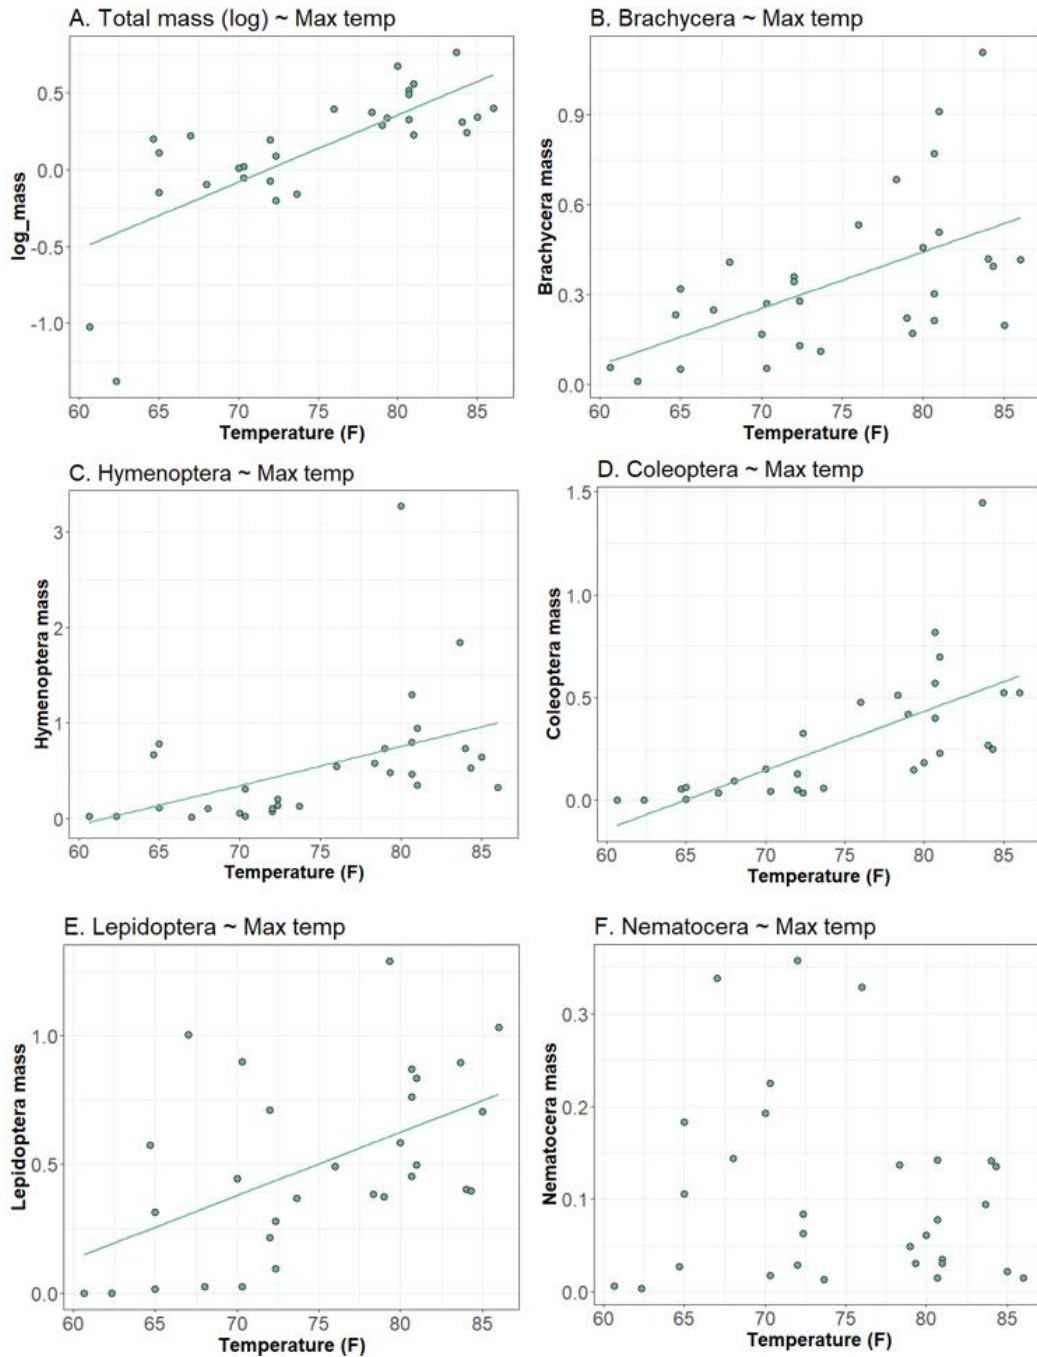 A. Total mass (log) ~ Max temp
log_mass
0.5
0.0
-0.5
-1.0
60 65 70 75 80 85
Temperature (F)
B. Brachycera ~ Max temp
Brachycera mass
0.9
0.6
0.3
0.0
60 65 70 75 80 85
Temperature (F)
C. Hymenoptera ~ Max temp
Hymenoptera mass
3
2
1
0
60 65 70 75 80 85
Temperature (F)
D. Coleoptera ~ Max temp
Coleoptera mass
1.5
1.0
0.5
0.0
60 65 70 75 80 85
Temperature (F)
E. Lepidoptera ~ Max temp
Lepidoptera mass
1.0
0.5
0.0
60 65 70 75 80 85
Temperature (F)
F. Nematocera ~ Max temp
Nematocera mass
0.3
0.2
0.1
0.0
60 65 70 75 80 85
Temperature (F)